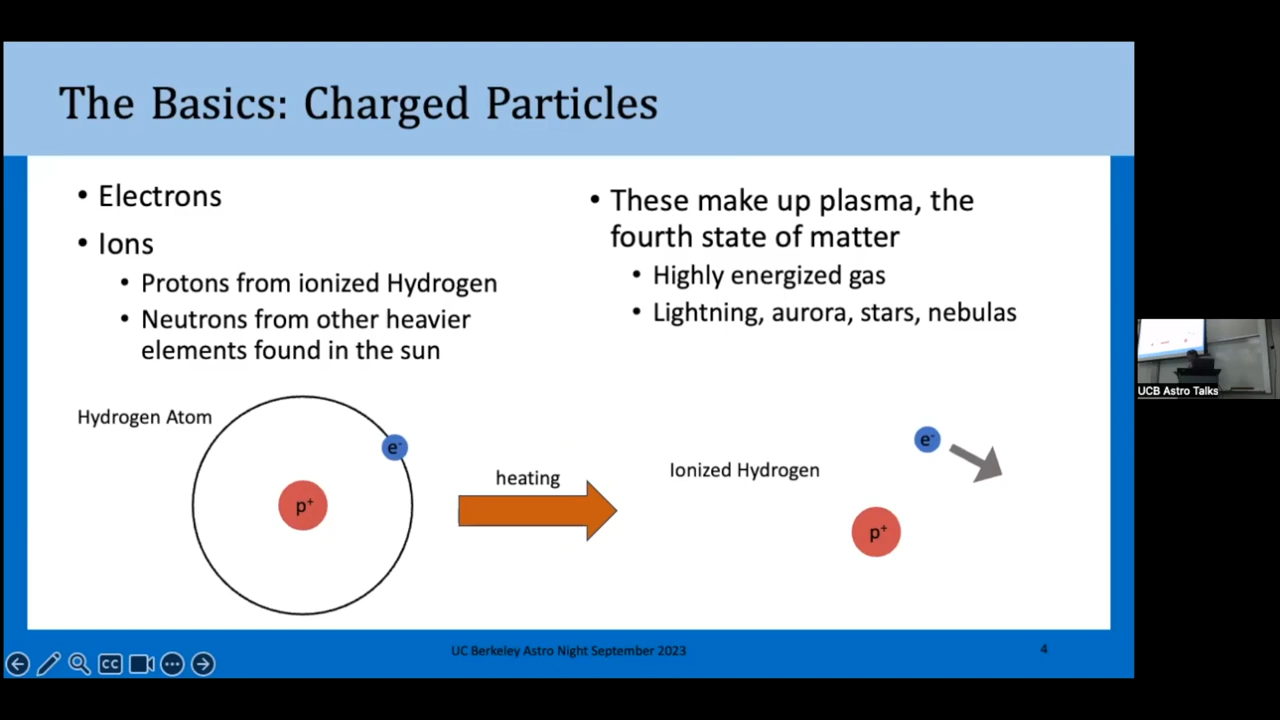 The Basics: Charged Particles
• Electrons
• Ions
• Protons from ionized Hydrogen
• Neutrons from other heavier
elements found in the sun
• These make up plasma, the
fourth state of matter
• Highly energized gas
• Lightning, aurora, stars, nebulas
Hydrogen Atom
e⁻
p⁺
heating
Ionized Hydrogen
e⁻
p⁺
UC Berkeley Astro Night September 2023
4
CC
UCB Astro Talks